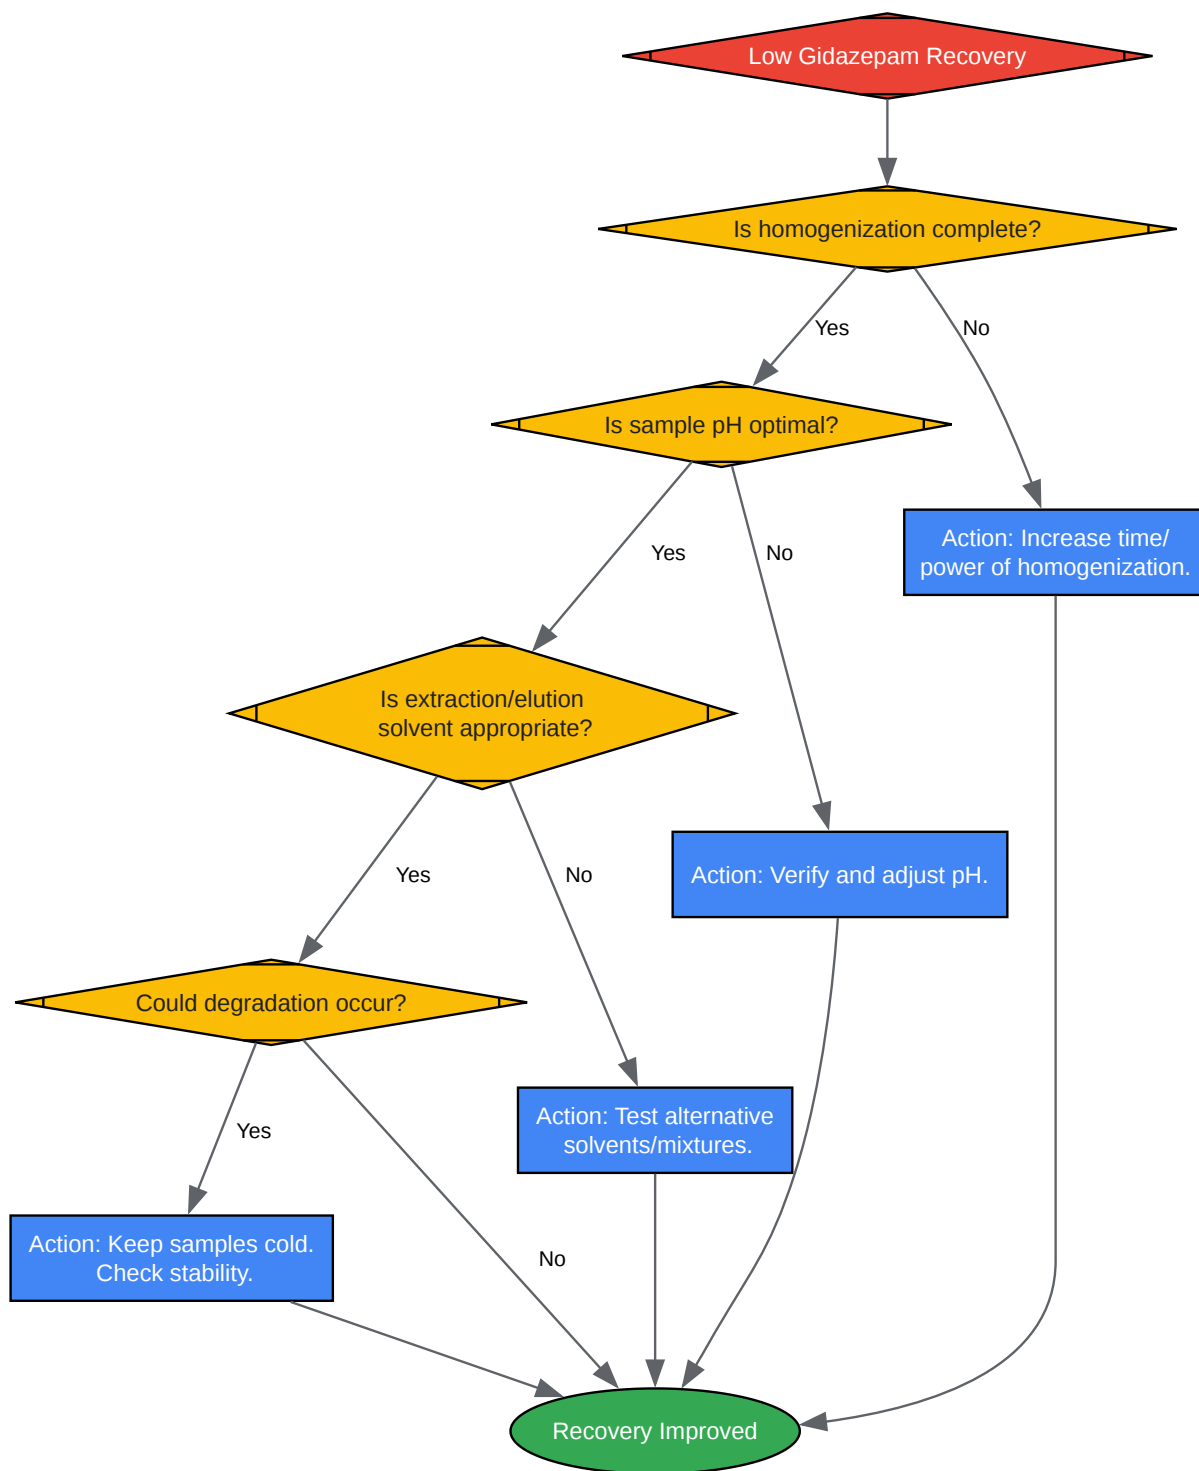 Low Gidazepam Recovery
Is homogenization complete?
Yes
No
Is sample pH optimal?
Action: Increase time/
power of homogenization.
Yes
No
Is extraction/elution
solvent appropriate?
Yes
No
Action: Verify and adjust pH.
Could degradation occur?
Action: Test alternative
solvents/mixtures.
Yes
Action: Keep samples cold.
Check stability.
No
Recovery Improved